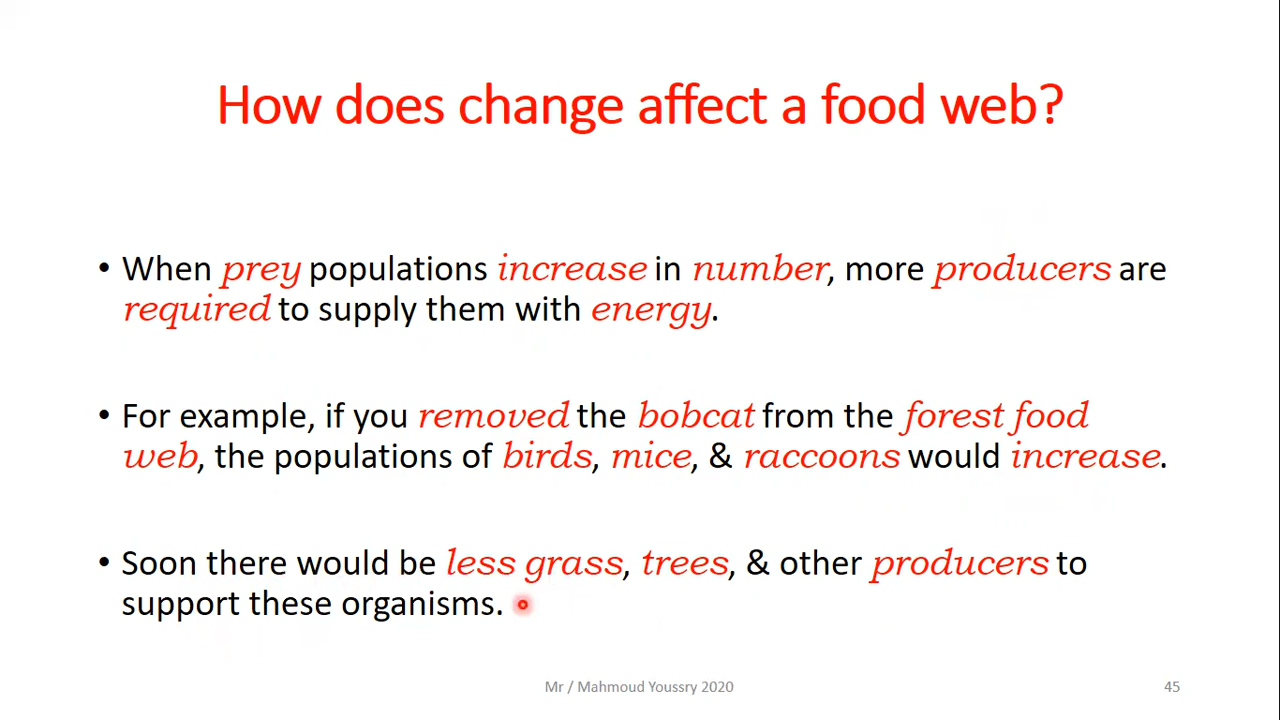 How does change affect a food web?
• When prey populations increase in number, more producers are
required to supply them with energy.
• For example, if you removed the bobcat from the forest food
web, the populations of birds, mice, & raccoons would increase.
• Soon there would be less grass, trees, & other producers to
support these organisms.
Mr / Mahmoud Youssry 2020
45